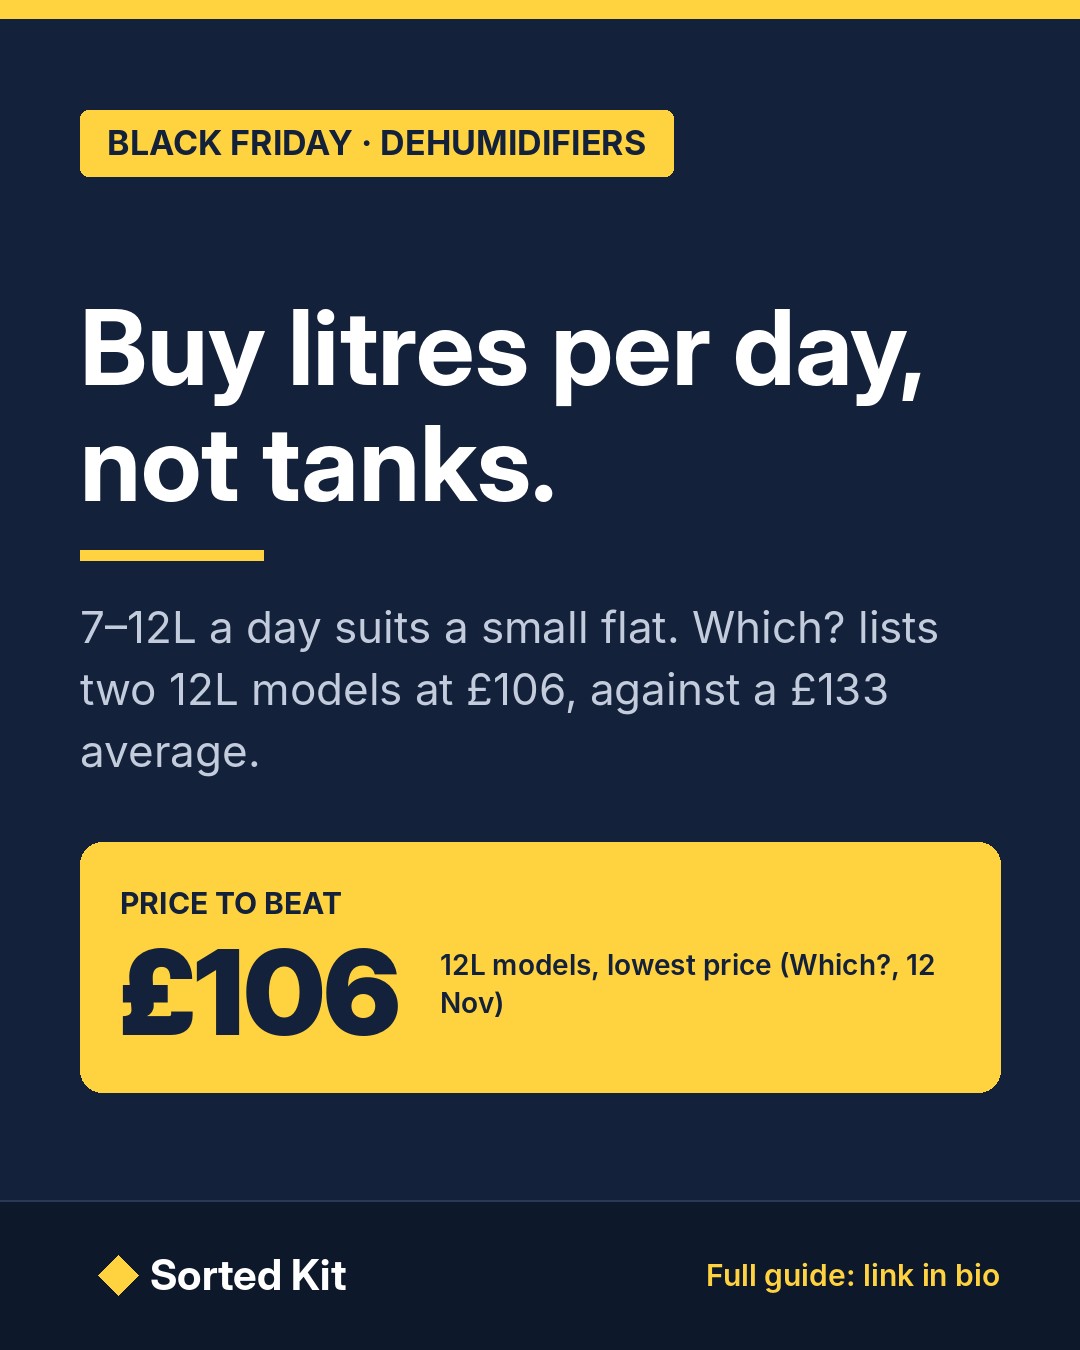 BLACK FRIDAY · DEHUMIDIFIERS
Buy litres per day,
not tanks.
7–12L a day suits a small flat. Which? lists
two 12L models at £106, against a £133
average.
PRICE TO BEAT
£106
12L models, lowest price (Which?, 12
Nov)
Sorted Kit
Full guide: link in bio